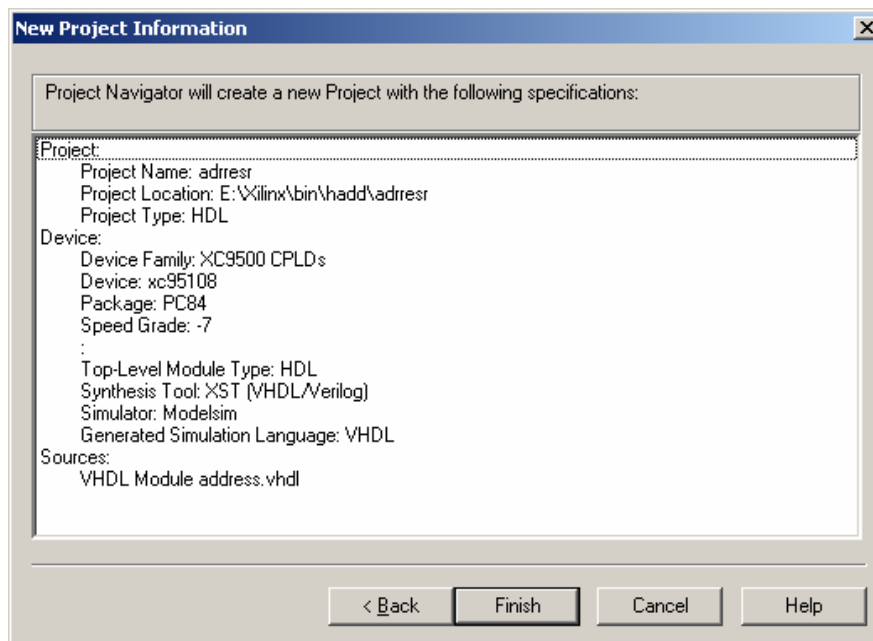 New Project Information
Project Navigator will create a new Project with the following specifications:
Project:
Project Name: adrresr
Project Location: E:\Xilinx\bin\hadd\adrresr
Project Type: HDL
Device:
Device Family: XC9500 CPLDs
Device: xc95108
Package: PC84
Speed Grade: -7
:
Top-Level Module Type: HDL
Synthesis Tool: XST (VHDL/Verilog)
Simulator: Modelsim
Generated Simulation Language: VHDL
Sources:
VHDL Module address.vhdl
< Back Finish Cancel Help